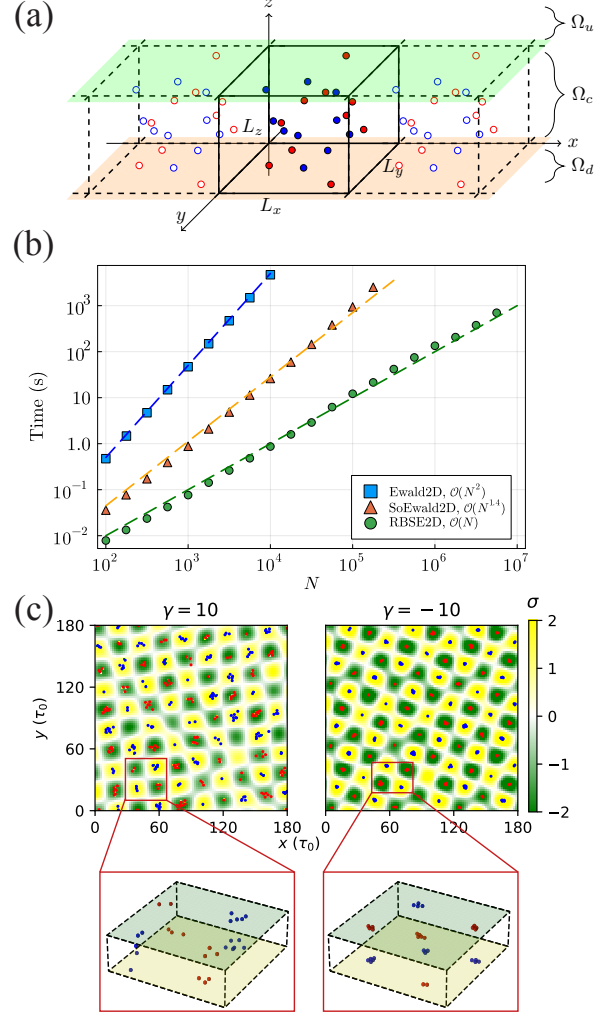 (a)
z
Ω_u
Ω_c
L_z
x
L_y
Ω_d
y
L_x
(b)
Time (s)
10^3
10^2
10
1.0
10^-1
10^-2
Ewald2D, 𝒪(N^2)
SoEwald2D, 𝒪(N^1.4)
RBSE2D, 𝒪(N)
10^2 10^3 10^4 10^5 10^6 10^7
N
(c)
γ = 10
γ = −10
σ
y (τ_0)
180
120
60
0
0 60 120 180
0 60 120 180
x (τ_0)
2
1
0
−1
−2